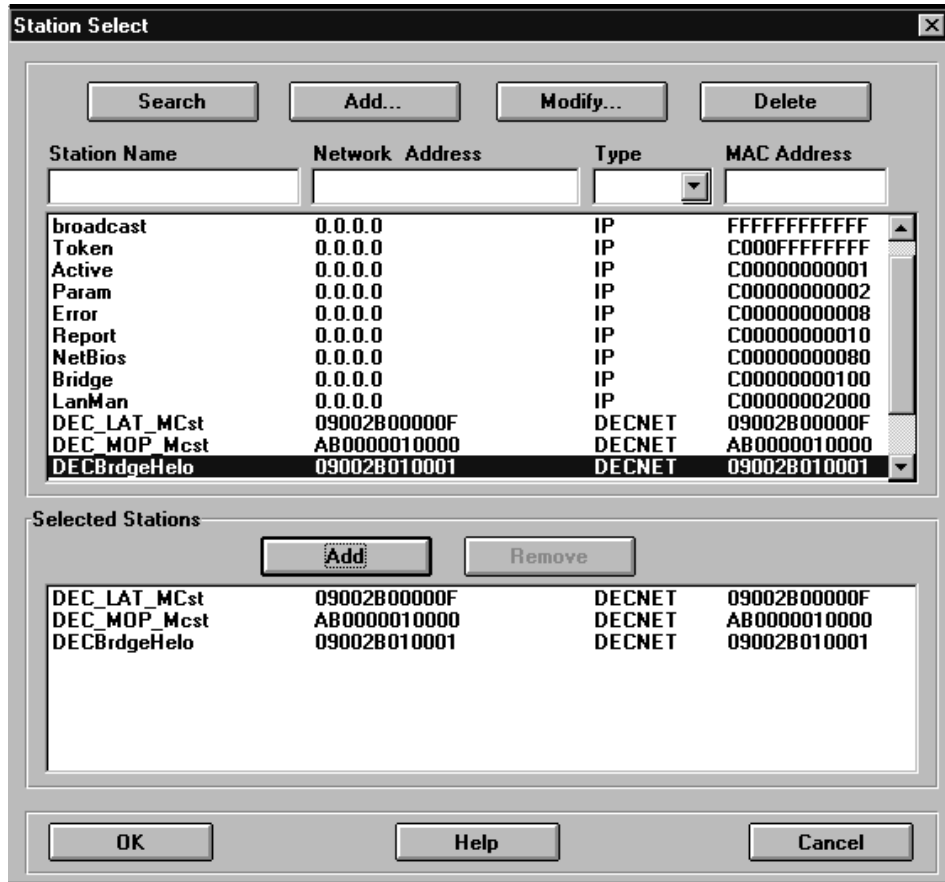 Station Select
Search Add... Modify... Delete
Station Name Network Address Type MAC Address
broadcast 0.0.0.0 IP FFFFFFFFFFFF
Token 0.0.0.0 IP C000FFFFFFFF
Active 0.0.0.0 IP C00000000001
Param 0.0.0.0 IP C00000000002
Error 0.0.0.0 IP C00000000008
Report 0.0.0.0 IP C00000000010
NetBios 0.0.0.0 IP C00000000080
Bridge 0.0.0.0 IP C00000000100
LanMan 0.0.0.0 IP C00000002000
DEC_LAT_MCst 09002B00000F DECNET 09002B00000F
DEC_MOP_Mcst AB0000010000 DECNET AB0000010000
DECBrdgeHelo 09002B010001 DECNET 09002B010001
Selected Stations
Add Remove
DEC_LAT_MCst 09002B00000F DECNET 09002B00000F
DEC_MOP_Mcst AB0000010000 DECNET AB0000010000
DECBrdgeHelo 09002B010001 DECNET 09002B010001
OK Help Cancel